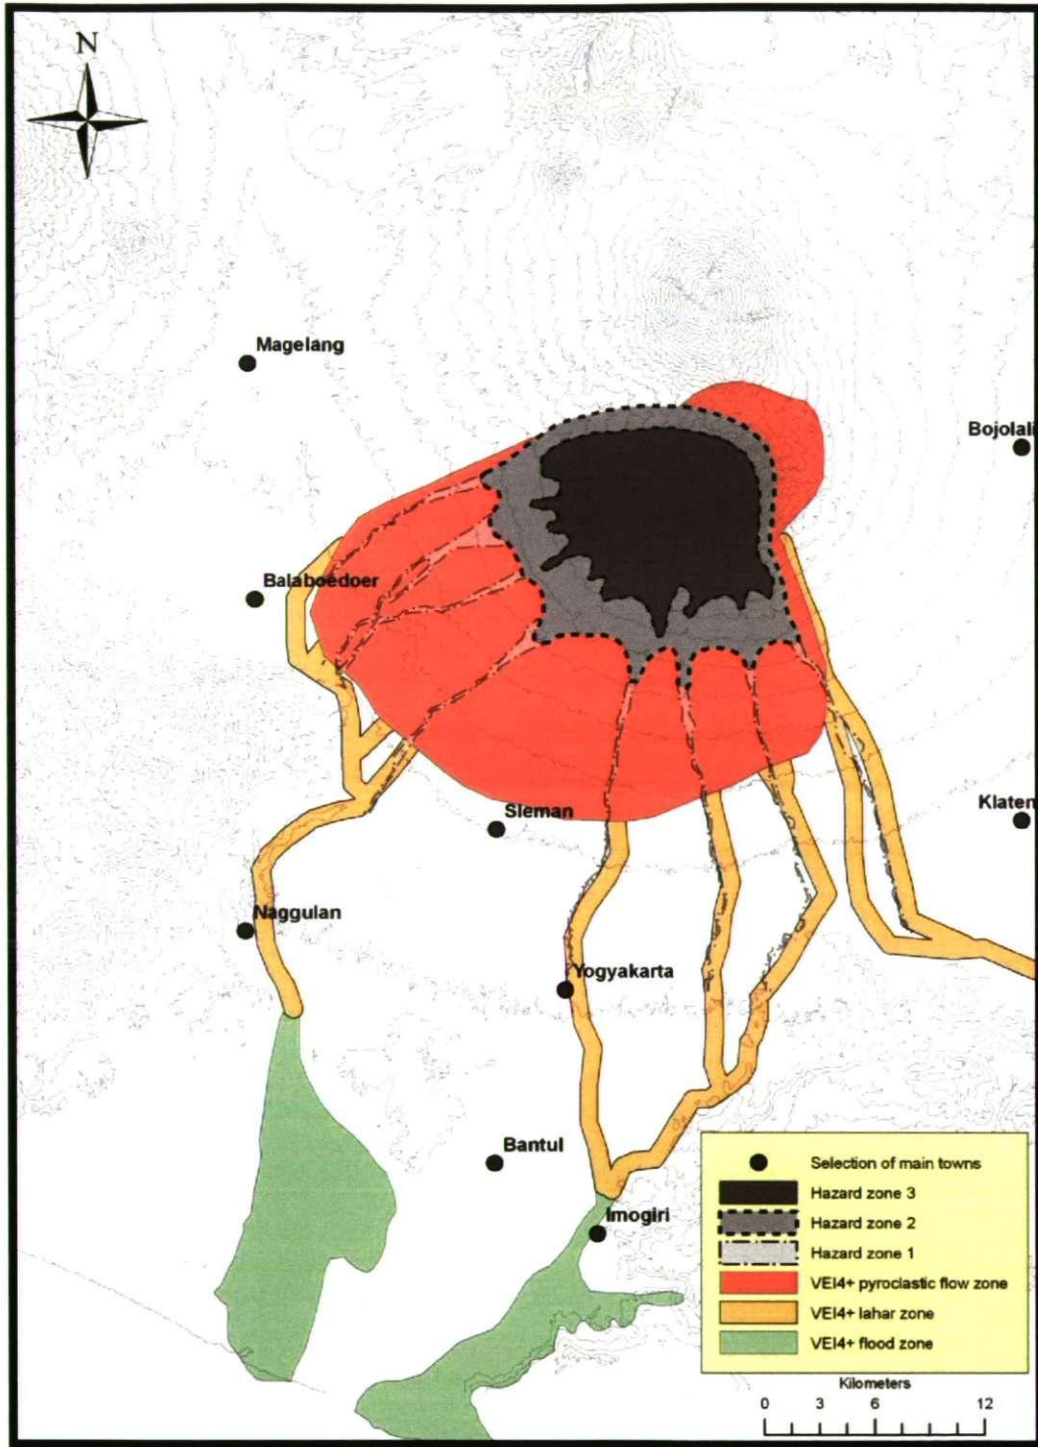 N
Magelang
Bojolali
Balaboedoer
Sleman
Klaten
Naggulan
Yogyakarta
Bantul
Imogiri
Selection of main towns
Hazard zone 3
Hazard zone 2
Hazard zone 1
VEI4+ pyroclastic flow zone
VEI4+ lahar zone
VEI4+ flood zone
Kilometers
0 3 6 12